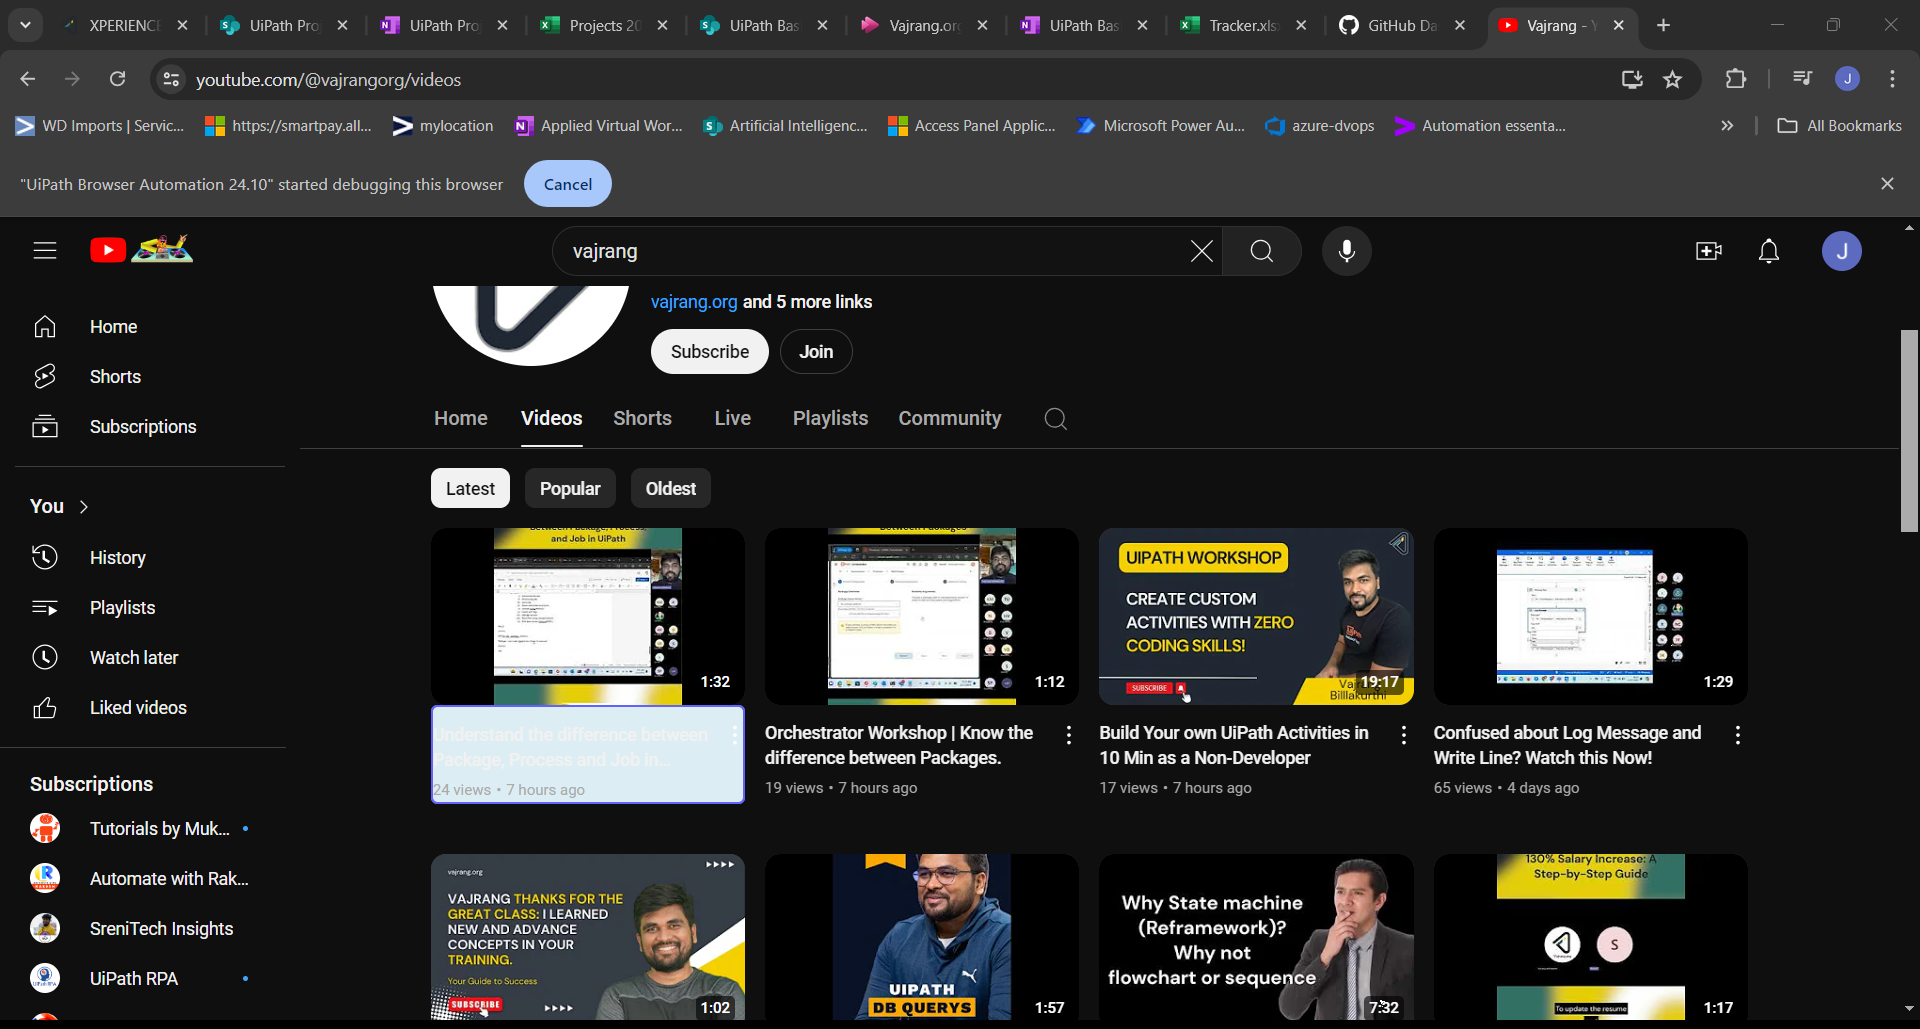 XPERIENCE
UiPath Pro
UiPath Pro
Projects 20
UiPath Bas
Vajrang.org
UiPath Bas
Tracker.xls
GitHub Da
Vajrang - Y
youtube.com/@vajrangorg/videos
J
WD Imports | Servic...
https://smartpay.all...
mylocation
Applied Virtual Wor...
Artificial Intelligenc...
Access Panel Applic...
Microsoft Power Au...
azure-dvops
Automation essenta...
All Bookmarks
"UiPath Browser Automation 24.10" started debugging this browser
Cancel
vajrang
J
Home
Shorts
Subscriptions
You
History
Playlists
Watch later
Liked videos
Subscriptions
Tutorials by Muk...
Automate with Rak...
SreniTech Insights
UiPath RPA
vajrang.org and 5 more links
Subscribe
Join
Home
Videos
Shorts
Live
Playlists
Community
Latest
Popular
Oldest
Between Package, Process,
and Job in UiPath
1:32
Between Packages
1:12
UIPATH WORKSHOP
CREATE CUSTOM
ACTIVITIES WITH ZERO
CODING SKILLS!
SUBSCRIBE
Billlakurthi
19:17
1:29
Understand the difference between
Package, Process and Job in...
24 views • 7 hours ago
Orchestrator Workshop | Know the
difference between Packages.
19 views • 7 hours ago
Build Your own UiPath Activities in
10 Min as a Non-Developer
17 views • 7 hours ago
Confused about Log Message and
Write Line? Watch this Now!
65 views • 4 days ago
vajrang.org
VAJRANG THANKS FOR THE
GREAT CLASS: I LEARNED
NEW AND ADVANCE
CONCEPTS IN YOUR
TRAINING.
Your Guide to Success
SUBSCRIBE
1:02
UIPATH
DB QUERYS
1:57
Why State machine
(Reframework)?
Why not
flowchart or sequence
7:32
130% Salary Increase: A
Step-by-Step Guide
S
To update the resume
1:17